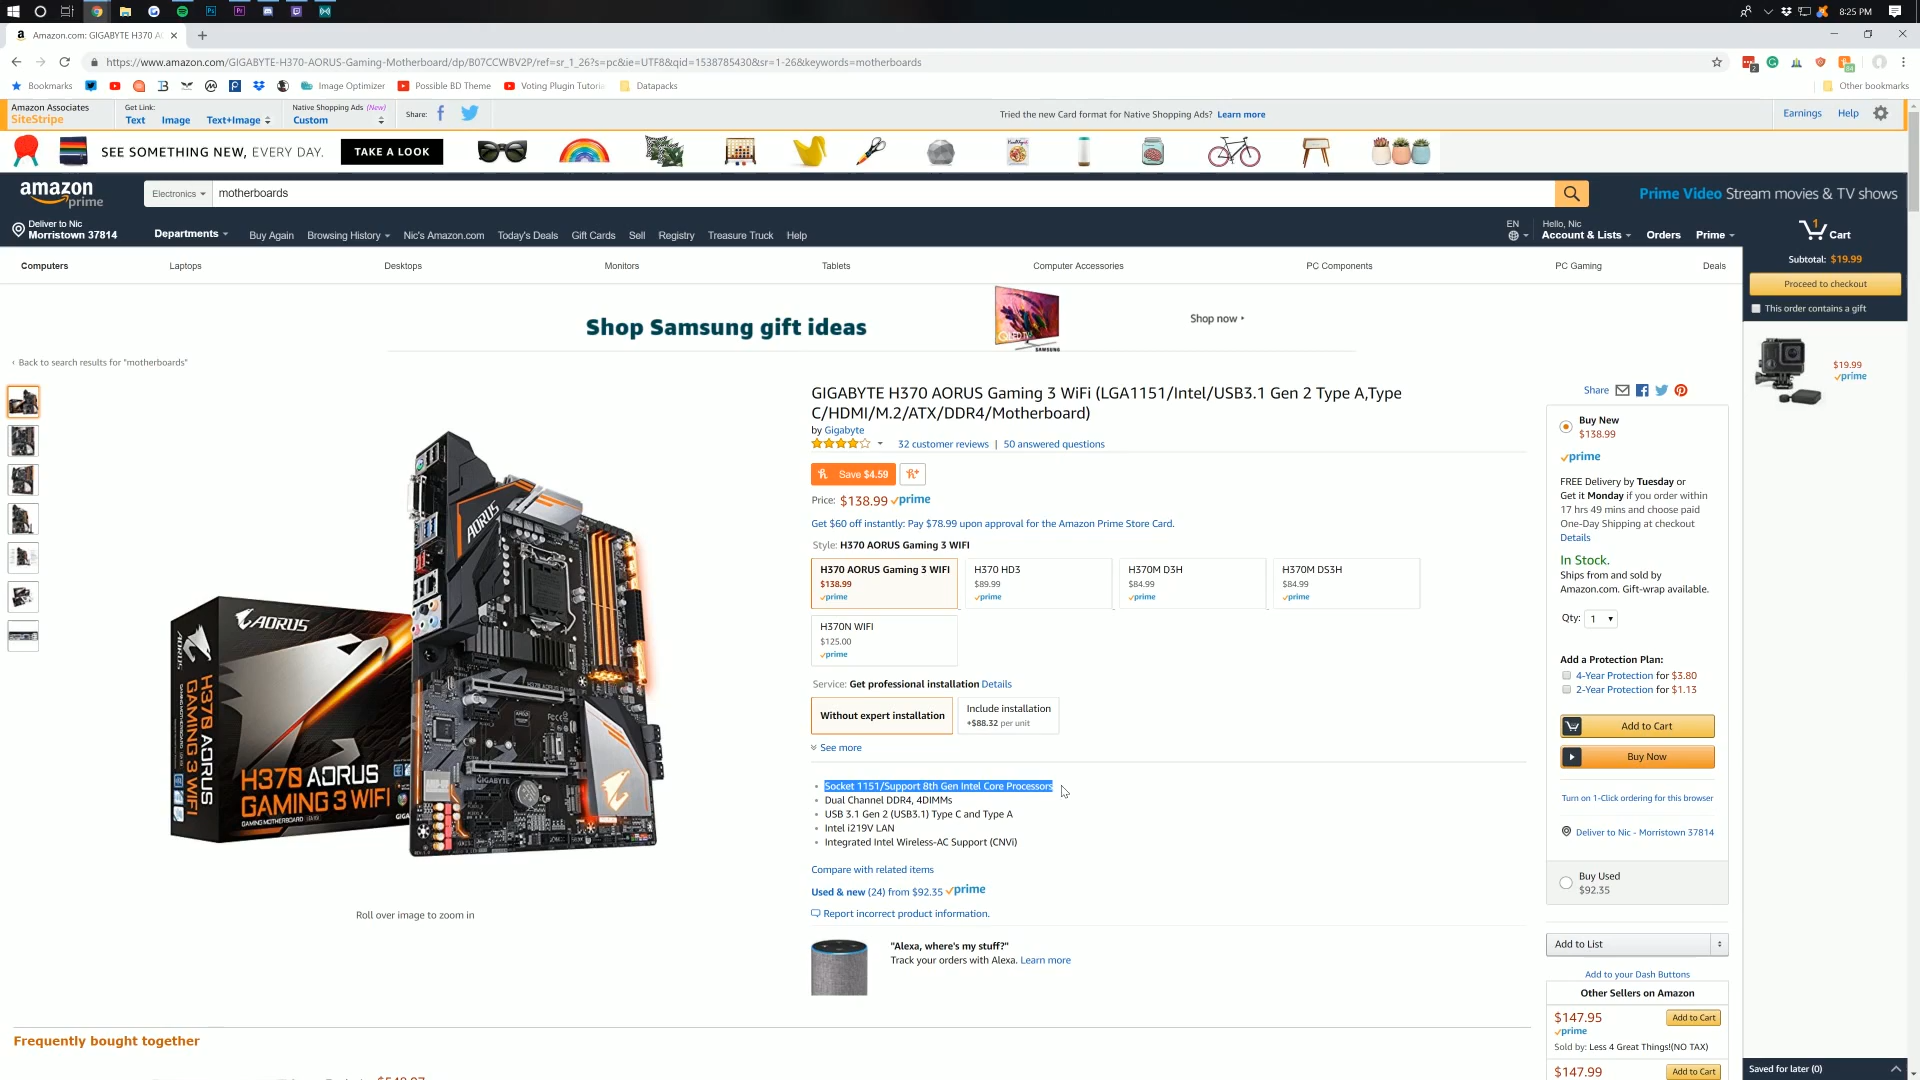 8:25 PM
Amazon.com: GIGABYTE H370 A
https://www.amazon.com/GIGABYTE-H370-AORUS-Gaming-Motherboard/dp/B07CCWBV2P/ref=sr_1_26?s=pc&ie=UTF8&qid=1538785430&sr=1-26&keywords=motherboards
Bookmarks
Image Optimizer
Possible BD Theme
Voting Plugin Tutoria
Datapacks
Other bookmarks
Amazon Associates
SiteStripe
Get Link:
Text Image Text+Image
Native Shopping Ads (New)
Custom
Share:
Tried the new Card format for Native Shopping Ads? Learn more
Earnings Help
SEE SOMETHING NEW, EVERY DAY. TAKE A LOOK
amazon
prime
Electronics
motherboards
Prime Video Stream movies & TV shows
Deliver to Nic
Morristown 37814
Departments
Buy Again Browsing History Nic's Amazon.com Today's Deals Gift Cards Sell Registry Treasure Truck Help
EN
Hello, Nic
Account & Lists
Orders
Prime
1
Cart
Computers Laptops Desktops Monitors Tablets Computer Accessories PC Components PC Gaming Deals
Subtotal: $19.99
Proceed to checkout
This order contains a gift
$19.99
prime
Shop Samsung gift ideas
QLED TV
SAMSUNG
Shop now
‹ Back to search results for "motherboards"
AORUS
AORUS
H370 AORUS
GAMING 3 WIFI
AORUS
H370 AORUS
GAMING 3 WIFI
GIGABYTE
Roll over image to zoom in
GIGABYTE H370 AORUS Gaming 3 WiFi (LGA1151/Intel/USB3.1 Gen 2 Type A,Type
C/HDMI/M.2/ATX/DDR4/Motherboard)
by Gigabyte
32 customer reviews | 50 answered questions
Save $4.59
Price: $138.99 prime
Get $60 off instantly: Pay $78.99 upon approval for the Amazon Prime Store Card.
Style: H370 AORUS Gaming 3 WIFI
H370 AORUS Gaming 3 WIFI
$138.99
prime
H370 HD3
$89.99
prime
H370M D3H
$84.99
prime
H370M DS3H
$84.99
prime
H370N WIFI
$125.00
prime
Service: Get professional installation Details
Without expert installation
Include installation
+$88.32 per unit
See more
• Socket 1151/Support 8th Gen Intel Core Processors
• Dual Channel DDR4, 4DIMMs
• USB 3.1 Gen 2 (USB3.1) Type C and Type A
• Intel i219V LAN
• Integrated Intel Wireless-AC Support (CNVi)
Compare with related items
Used & new (24) from $92.35 prime
Report incorrect product information.
"Alexa, where's my stuff?"
Track your orders with Alexa. Learn more
Share
Buy New
$138.99
prime
FREE Delivery by Tuesday or
Get it Monday if you order within
17 hrs 49 mins and choose paid
One-Day Shipping at checkout
Details
In Stock.
Ships from and sold by
Amazon.com. Gift-wrap available.
Qty: 1
Add a Protection Plan:
4-Year Protection for $3.80
2-Year Protection for $1.13
Add to Cart
Buy Now
Turn on 1-Click ordering for this browser
Deliver to Nic - Morristown 37814
Buy Used
$92.35
Add to List
Add to your Dash Buttons
Other Sellers on Amazon
$147.95
prime
Add to Cart
Sold by: Less 4 Great Things!(NO TAX)
$147.99
Add to Cart
Frequently bought together
Saved for later (0)